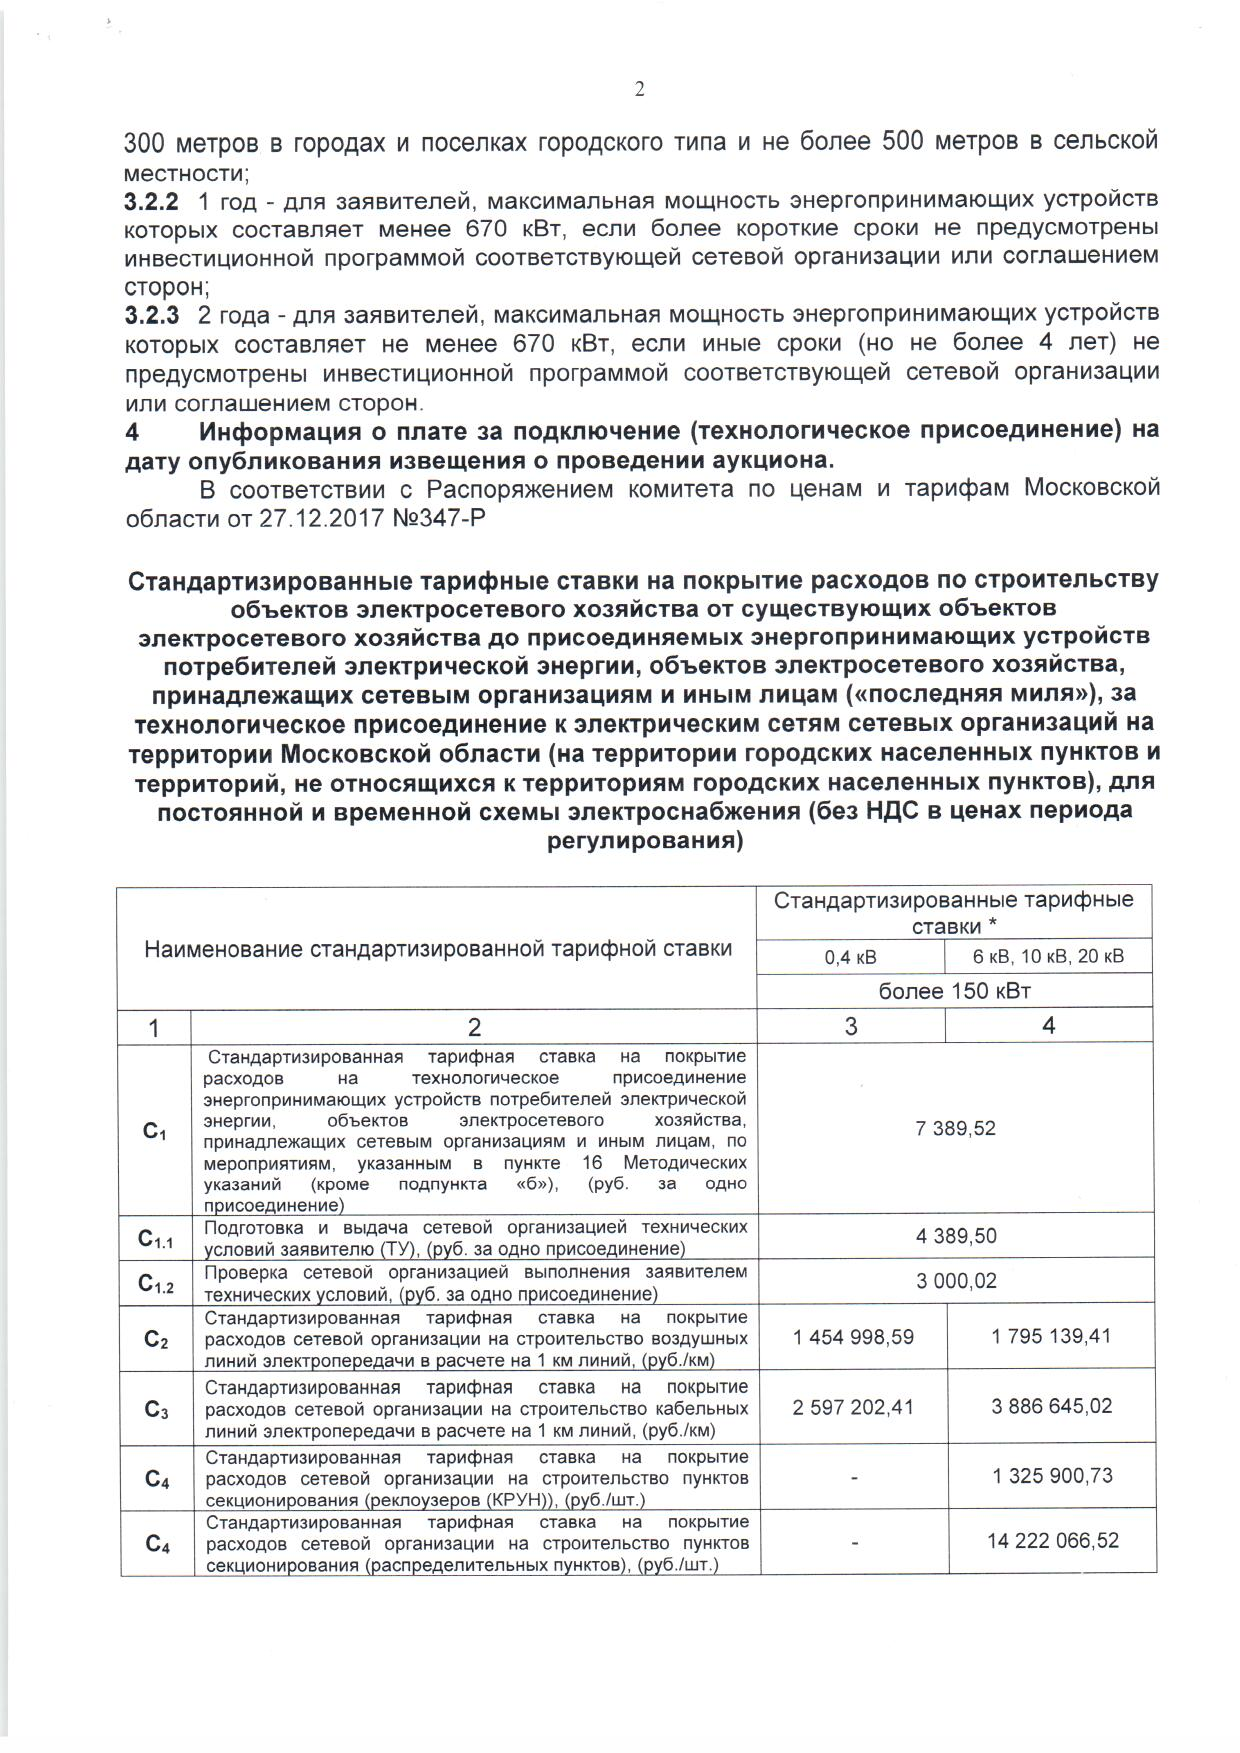 2
300 метров в городах и поселках городского типа и не более 500 метров в сельской
местности;
3.2.2 1 год - для заявителей, максимальная мощность энергопринимающих устройств
которых составляет менее 670 кВт, если более короткие сроки не предусмотрены
инвестиционной программой соответствующей сетевой организации или соглашением
сторон;
3.2.3 2 года - для заявителей, максимальная мощность энергопринимающих устройств
которых составляет не менее 670 кВт, если иные сроки (но не более 4 лет) не
предусмотрены инвестиционной программой соответствующей сетевой организации
или соглашением сторон.
4 Информация о плате за подключение (технологическое присоединение) на
дату опубликования извещения о проведении аукциона.
В соответствии с Распоряжением комитета по ценам и тарифам Московской
области от 27.12.2017 №347-Р
Стандартизированные тарифные ставки на покрытие расходов по строительству
объектов электросетевого хозяйства от существующих объектов
электросетевого хозяйства до присоединяемых энергопринимающих устройств
потребителей электрической энергии, объектов электросетевого хозяйства,
принадлежащих сетевым организациям и иным лицам («последняя миля»), за
технологическое присоединение к электрическим сетям сетевых организаций на
территории Московской области (на территории городских населенных пунктов и
территорий, не относящихся к территориям городских населенных пунктов), для
постоянной и временной схемы электроснабжения (без НДС в ценах периода
регулирования)
Наименование стандартизированной тарифной ставки
Стандартизированные тарифные
ставки *
0,4 кВ 6 кВ, 10 кВ, 20 кВ
более 150 кВт
1 2 3 4
С1
Стандартизированная тарифная ставка на покрытие
расходов на технологическое присоединение
энергопринимающих устройств потребителей электрической
энергии, объектов электросетевого хозяйства,
принадлежащих сетевым организациям и иным лицам, по
мероприятиям, указанным в пункте 16 Методических
указаний (кроме подпункта «б»), (руб. за одно
присоединение)
7 389,52
С1.1
Подготовка и выдача сетевой организацией технических
условий заявителю (ТУ), (руб. за одно присоединение)
4 389,50
С1.2
Проверка сетевой организацией выполнения заявителем
технических условий, (руб. за одно присоединение)
3 000,02
С2
Стандартизированная тарифная ставка на покрытие
расходов сетевой организации на строительство воздушных
линий электропередачи в расчете на 1 км линий, (руб./км)
1 454 998,59 1 795 139,41
С3
Стандартизированная тарифная ставка на покрытие
расходов сетевой организации на строительство кабельных
линий электропередачи в расчете на 1 км линий, (руб./км)
2 597 202,41 3 886 645,02
С4
Стандартизированная тарифная ставка на покрытие
расходов сетевой организации на строительство пунктов
секционирования (реклоузеров (КРУН)), (руб./шт.)
- 1 325 900,73
С4
Стандартизированная тарифная ставка на покрытие
расходов сетевой организации на строительство пунктов
секционирования (распределительных пунктов), (руб./шт.)
- 14 222 066,52